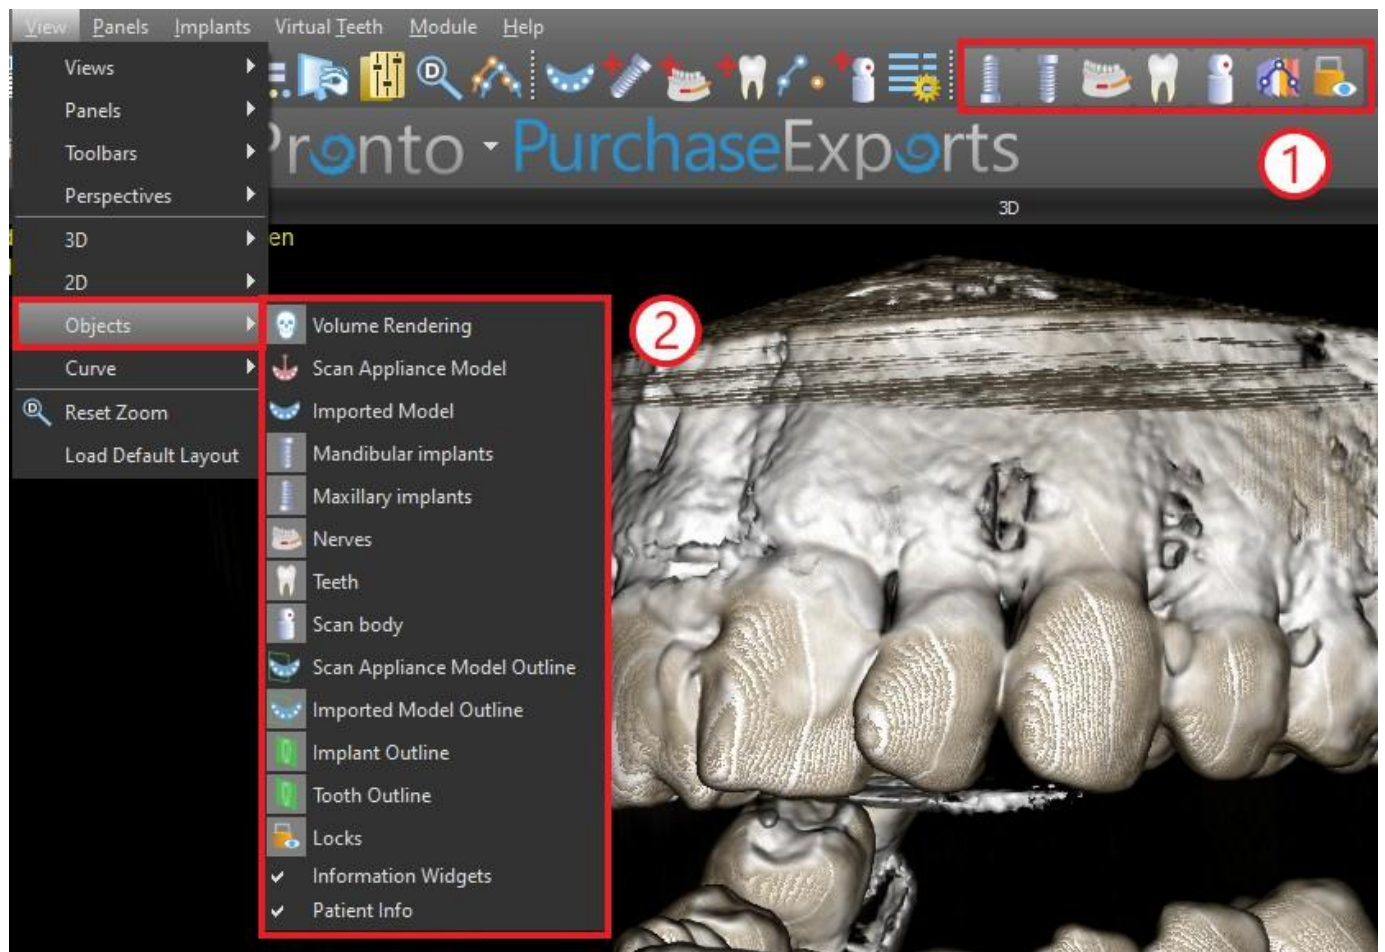 View Panels Implants Virtual Teeth Module Help
Views
Panels
Toolbars
Perspectives
3D
2D
Objects
Curve
Reset Zoom
Load Default Layout
Pronto PurchaseExports
1
3D
en
2
Volume Rendering
Scan Appliance Model
Imported Model
Mandibular implants
Maxillary implants
Nerves
Teeth
Scan body
Scan Appliance Model Outline
Imported Model Outline
Implant Outline
Tooth Outline
Locks
Information Widgets
Patient Info